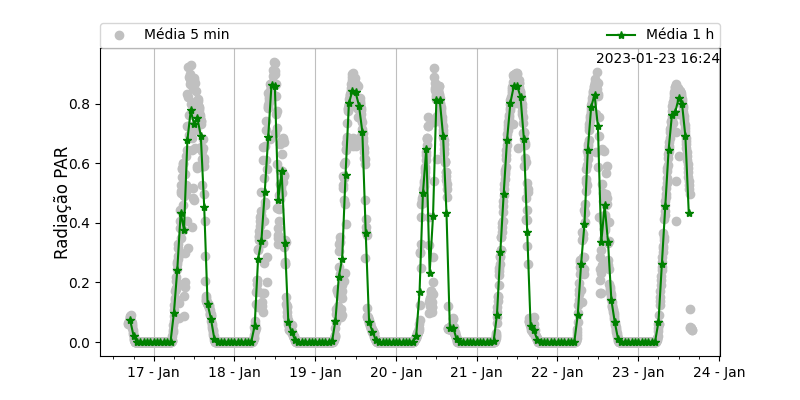 Média 5 min Média 1 h
2023-01-23 16:24
Radiação PAR
0.8
0.6
0.4
0.2
0.0
17 - Jan 18 - Jan 19 - Jan 20 - Jan 21 - Jan 22 - Jan 23 - Jan 24 - Jan